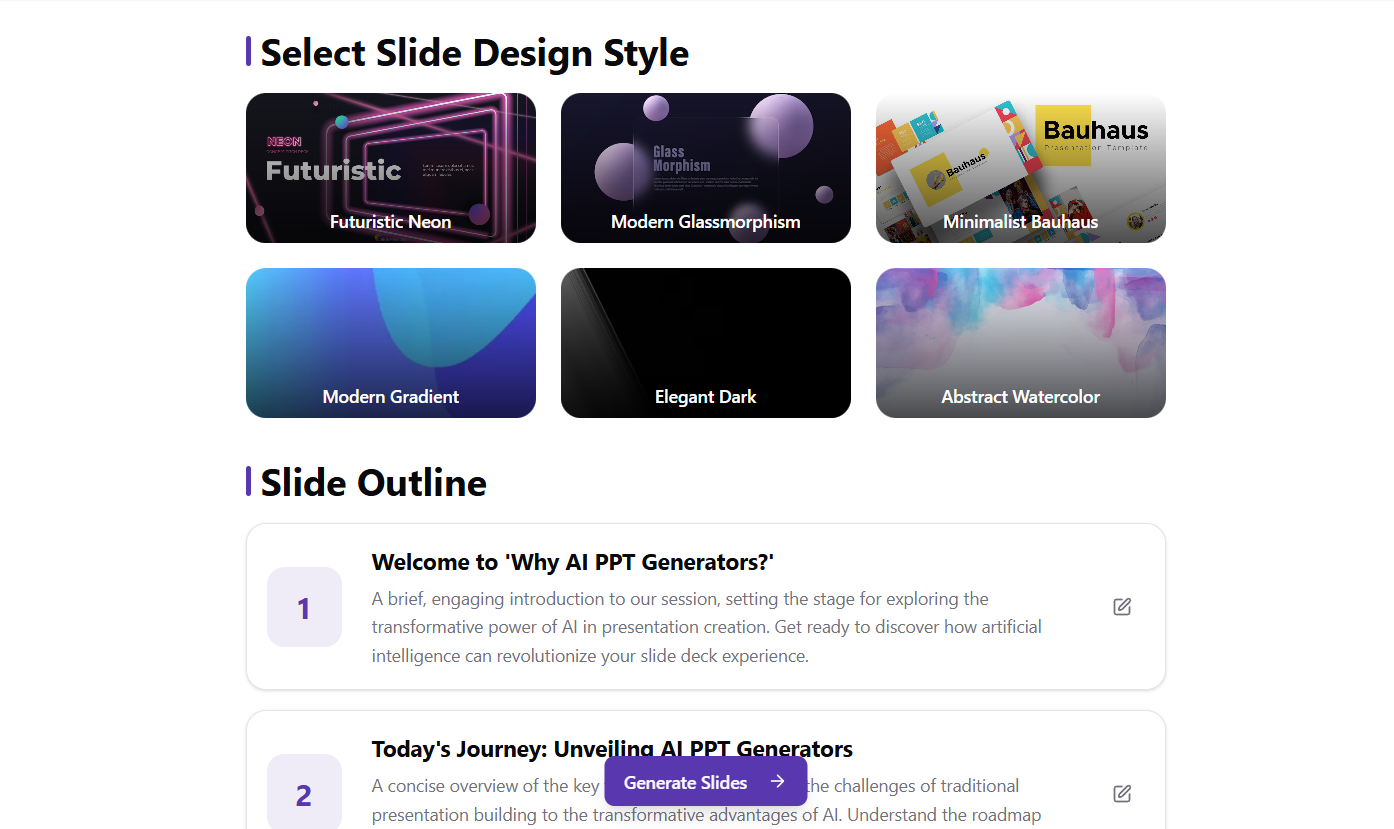 Select Slide Design Style
NEON
Futuristic
Futuristic Neon
Glass
Morphism
Modern Glassmorphism
Bauhaus
Bauhaus
Presentation Template
Minimalist Bauhaus
Modern Gradient
Elegant Dark
Abstract Watercolor
Slide Outline
1
Welcome to 'Why AI PPT Generators?'
A brief, engaging introduction to our session, setting the stage for exploring the
transformative power of AI in presentation creation. Get ready to discover how artificial
intelligence can revolutionize your slide deck experience.
2
Today's Journey: Unveiling AI PPT Generators
A concise overview of the key
the challenges of traditional
Generate Slides
presentation building to the transformative advantages of AI. Understand the roadmap